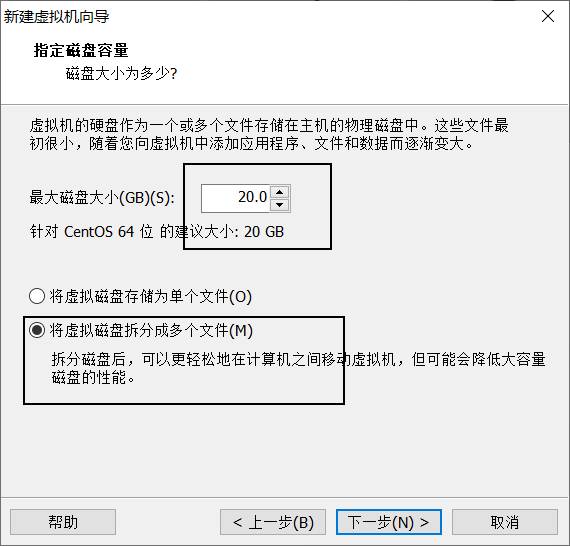 新建虚拟机向导
指定磁盘容量
磁盘大小为多少?
虚拟机的硬盘作为一个或多个文件存储在主机的物理磁盘中。这些文件最
初很小，随着您向虚拟机中添加应用程序、文件和数据而逐渐变大。
最大磁盘大小(GB)(S): 20.0
针对 CentOS 64 位 的建议大小: 20 GB
将虚拟磁盘存储为单个文件(O)
将虚拟磁盘拆分成多个文件(M)
拆分磁盘后，可以更轻松地在计算机之间移动虚拟机，但可能会降低大容量
磁盘的性能。
帮助 < 上一步(B) 下一步(N) > 取消